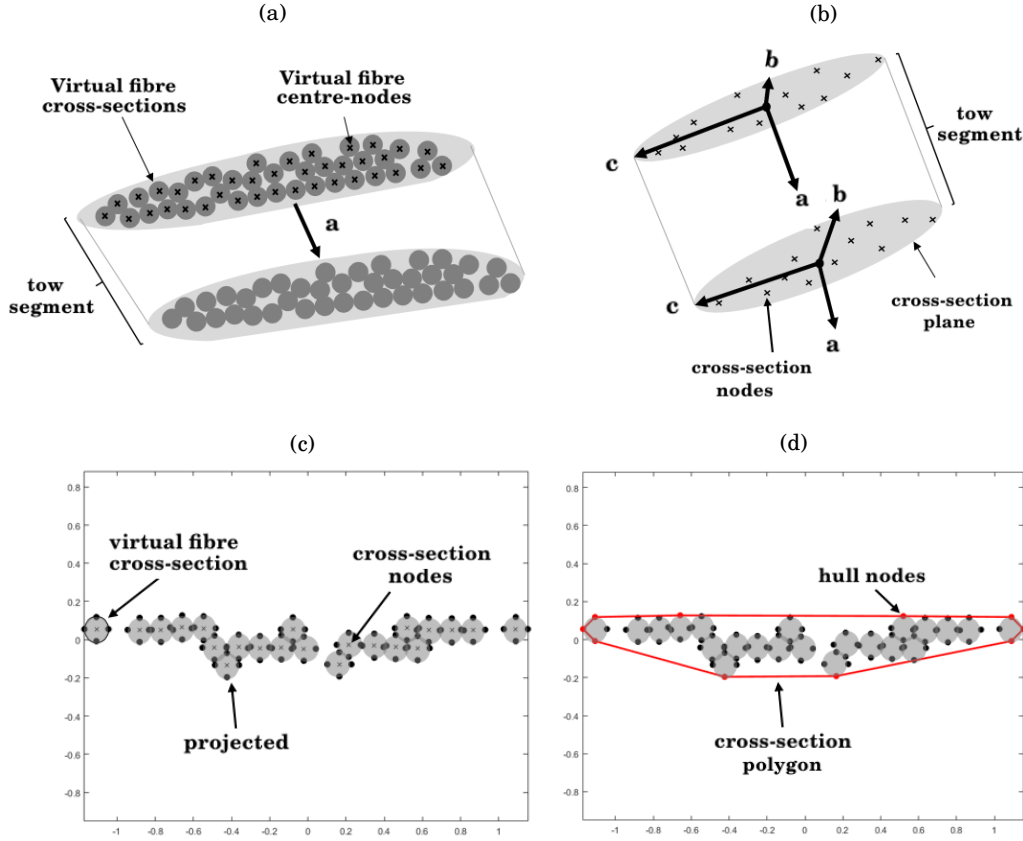 (a)
Virtual fibre
cross-sections
Virtual fibre
centre-nodes
a
tow
segment
(b)
b
c
a
tow
segment
b
c
a
cross-section
plane
cross-section
nodes
(c)
0.8
0.6
0.4
0.2
0
-0.2
-0.4
-0.6
-0.8
virtual fibre
cross-section
cross-section
nodes
projected
-1
-0.8
-0.6
-0.4
-0.2
0
0.2
0.4
0.6
0.8
1
(d)
0.8
0.6
0.4
0.2
0
-0.2
-0.4
-0.6
-0.8
hull nodes
cross-section
polygon
-1
-0.8
-0.6
-0.4
-0.2
0
0.2
0.4
0.6
0.8
1